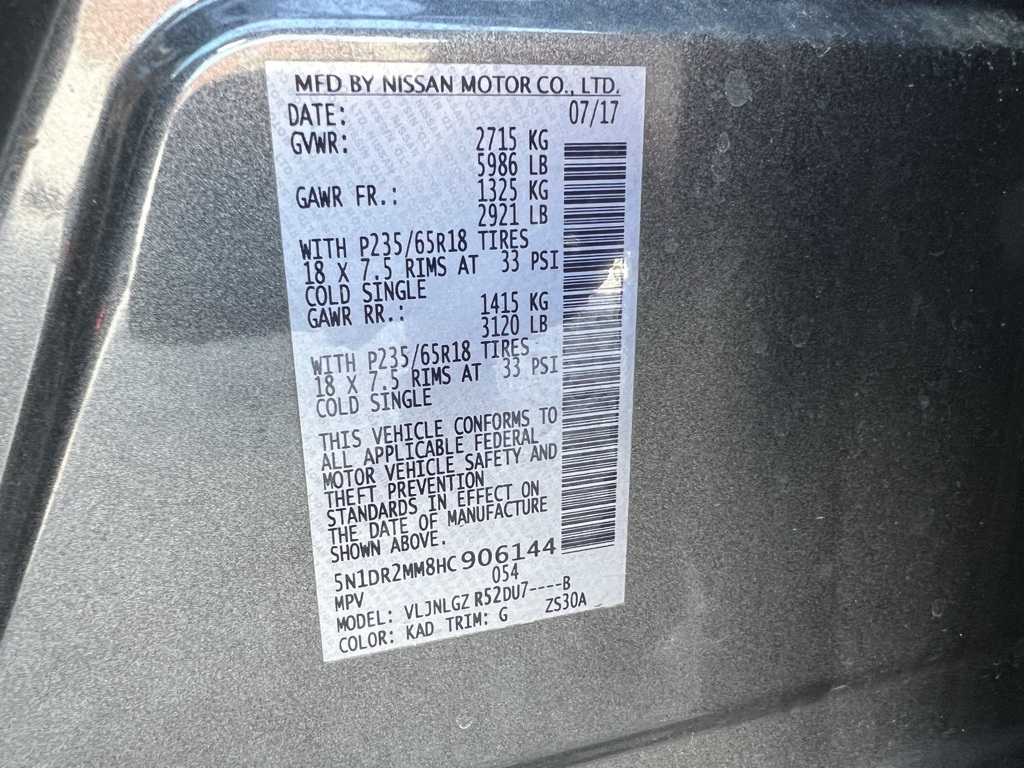 MFD BY NISSAN MOTOR CO., LTD.
DATE: 07/17
GVWR: 2715 KG
5986 LB
GAWR FR.: 1325 KG
2921 LB
WITH P235/65R18 TIRES
18 X 7.5 RIMS AT 33 PSI
COLD SINGLE
GAWR RR.: 1415 KG
3120 LB
WITH P235/65R18 TIRES
18 X 7.5 RIMS AT 33 PSI
COLD SINGLE
THIS VEHICLE CONFORMS TO
ALL APPLICABLE FEDERAL
MOTOR VEHICLE SAFETY AND
THEFT PREVENTION
STANDARDS IN EFFECT ON
THE DATE OF MANUFACTURE
SHOWN ABOVE.
5N1DR2MM8HC906144
MPV 054
MODEL: VLJNLGZ R52DU7----B
COLOR: KAD TRIM: G ZS30A